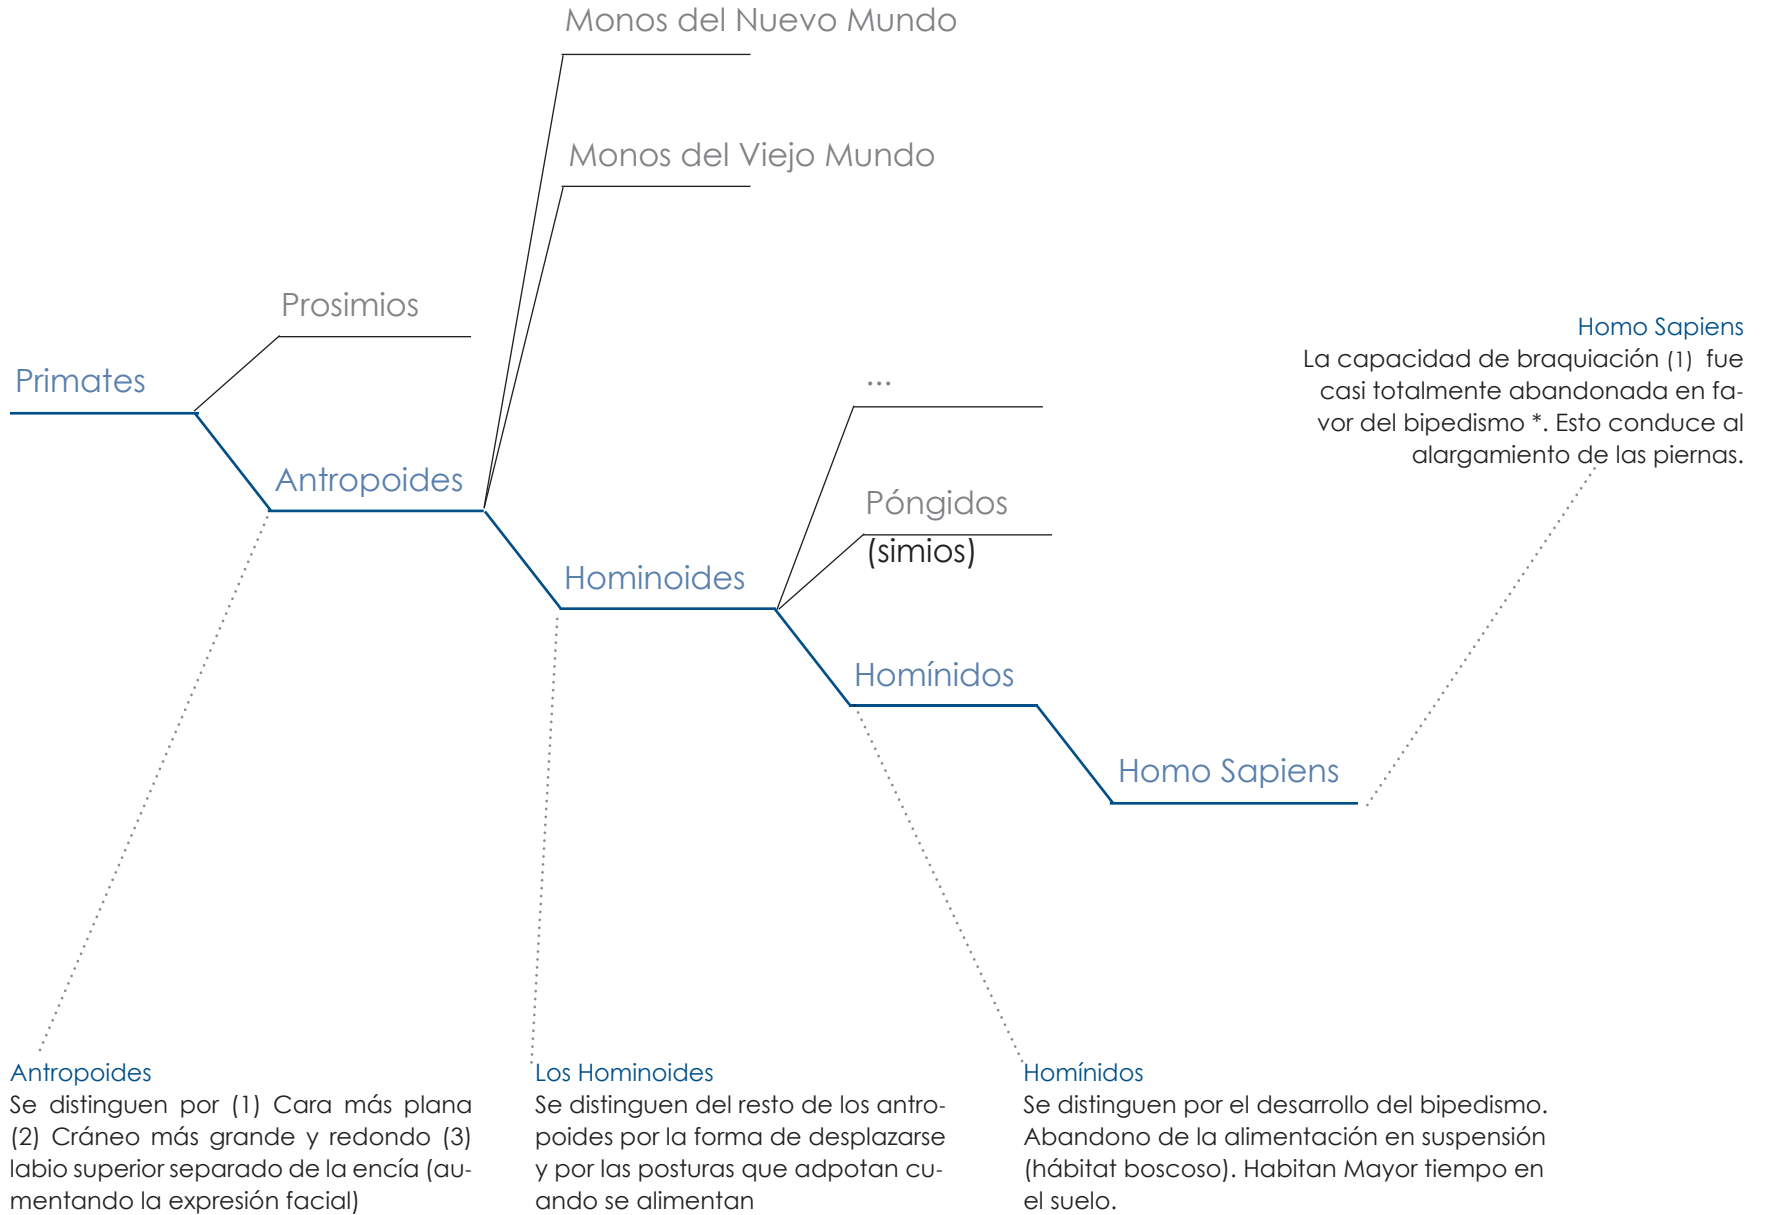 Monos del Nuevo Mundo
Monos del Viejo Mundo
Prosimios
Primates
Antropoides
...
Póngidos
(simios)
Hominoides
Homínidos
Homo Sapiens
Homo Sapiens
La capacidad de braquiación (1) fue
casi totalmente abandonada en fa-
vor del bipedismo *. Esto conduce al
alargamiento de las piernas.
Antropoides
Se distinguen por (1) Cara más plana
(2) Cráneo más grande y redondo (3)
labio superior separado de la encía (au-
mentando la expresión facial)
Los Hominoides
Se distinguen del resto de los antro-
poides por la forma de desplazarse
y por las posturas que adpotan cu-
ando se alimentan
Homínidos
Se distinguen por el desarrollo del bipedismo.
Abandono de la alimentación en suspensión
(hábitat boscoso). Habitan Mayor tiempo en
el suelo.